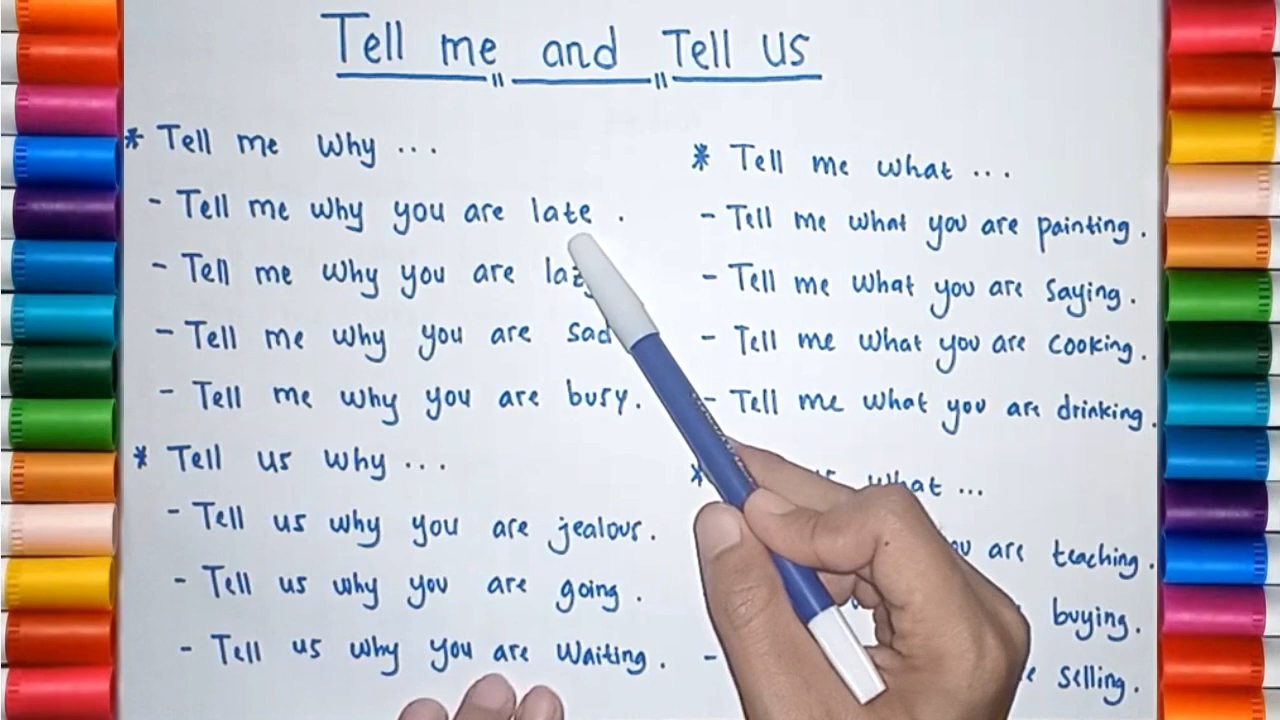 Tell me and Tell us
* Tell me why ...
- Tell me why you are late .
- Tell me why you are
- Tell me why you are sad
- Tell me why you are busy.
* Tell us why ...
- Tell us why you are jealous.
- Tell us why you are going .
- Tell us why you are waiting .
* Tell me what ...
- Tell me what you are painting .
- Tell me what you are saying .
- Tell me what you are cooking .
- Tell me what you are drinking .
* what ...
are teaching .
buying.
- selling.